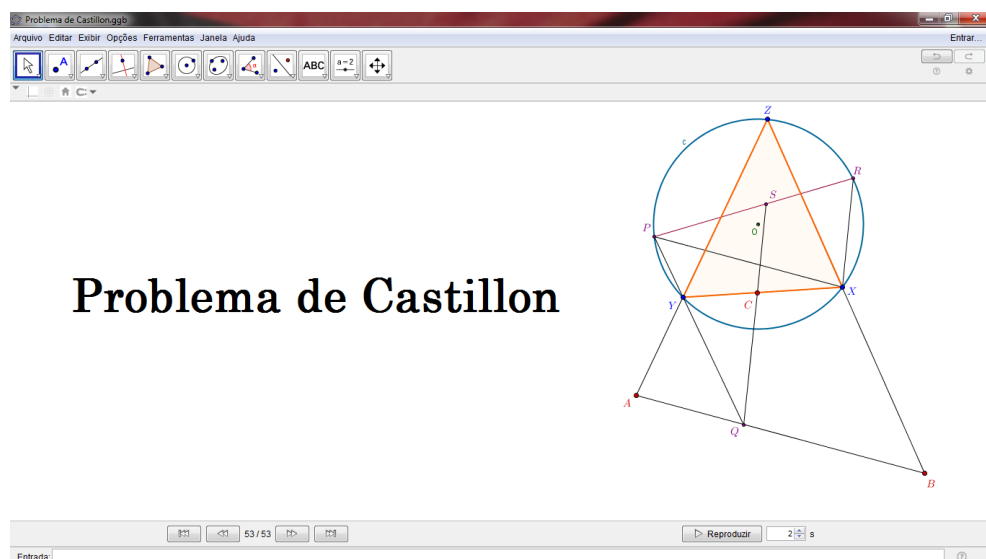 Problema de Castillon.ggb
Arquivo Editar Exibir Opções Ferramentas Janela Ajuda
Entrar...
ABC
a=2
Z
c
R
S
P
O
Problema de Castillon
Y
C
X
A
Q
B
53 / 53
Reproduzir
2
s
Entrada: